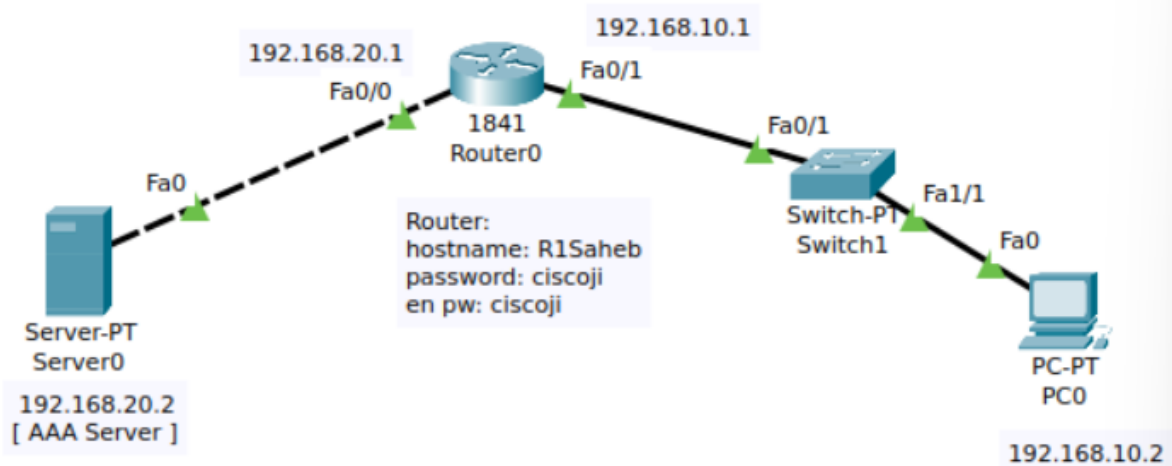 192.168.20.1
192.168.10.1
Fa0/0
Fa0/1
1841
Router0
Fa0/1
Fa0
Router:
hostname: R1Saheb
password: ciscoji
en pw: ciscoji
Switch-PT
Switch1
Fa1/1
Fa0
Server-PT
Server0
192.168.20.2
[ AAA Server ]
PC-PT
PC0
192.168.10.2